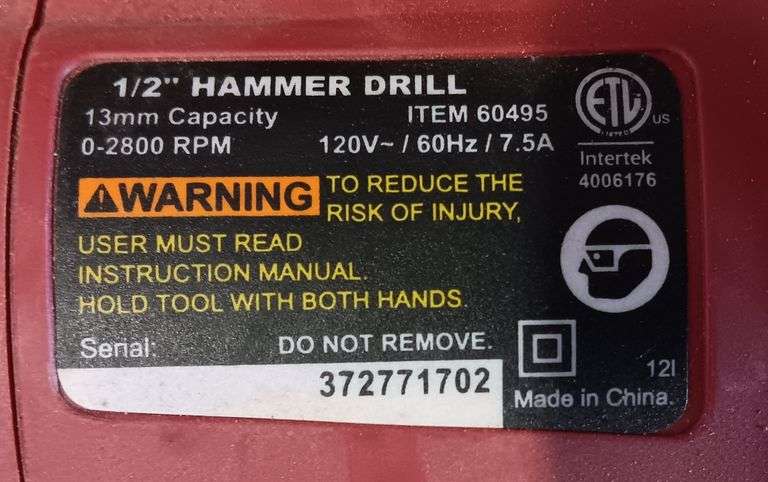 1/2" HAMMER DRILL
13mm Capacity ITEM 60495
0-2800 RPM 120V~ / 60Hz / 7.5A
ETL US
Intertek
4006176
WARNING TO REDUCE THE
RISK OF INJURY,
USER MUST READ
INSTRUCTION MANUAL.
HOLD TOOL WITH BOTH HANDS.
Serial: DO NOT REMOVE.
372771702
12I
Made in China.